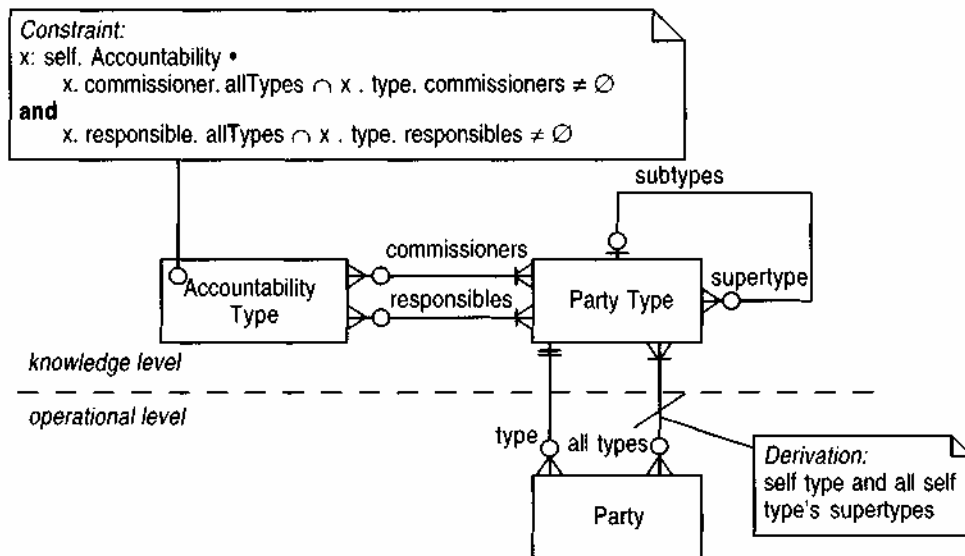 Constraint:
x: self. Accountability •
x. commissioner. allTypes ∩ x . type. commissioners ≠ ∅
and
x. responsible. allTypes ∩ x . type. responsibles ≠ ∅
subtypes
commissioners
Accountability
Type
responsibles
Party Type
supertype
knowledge level
operational level
type
all types
Derivation:
self type and all self
type's supertypes
Party